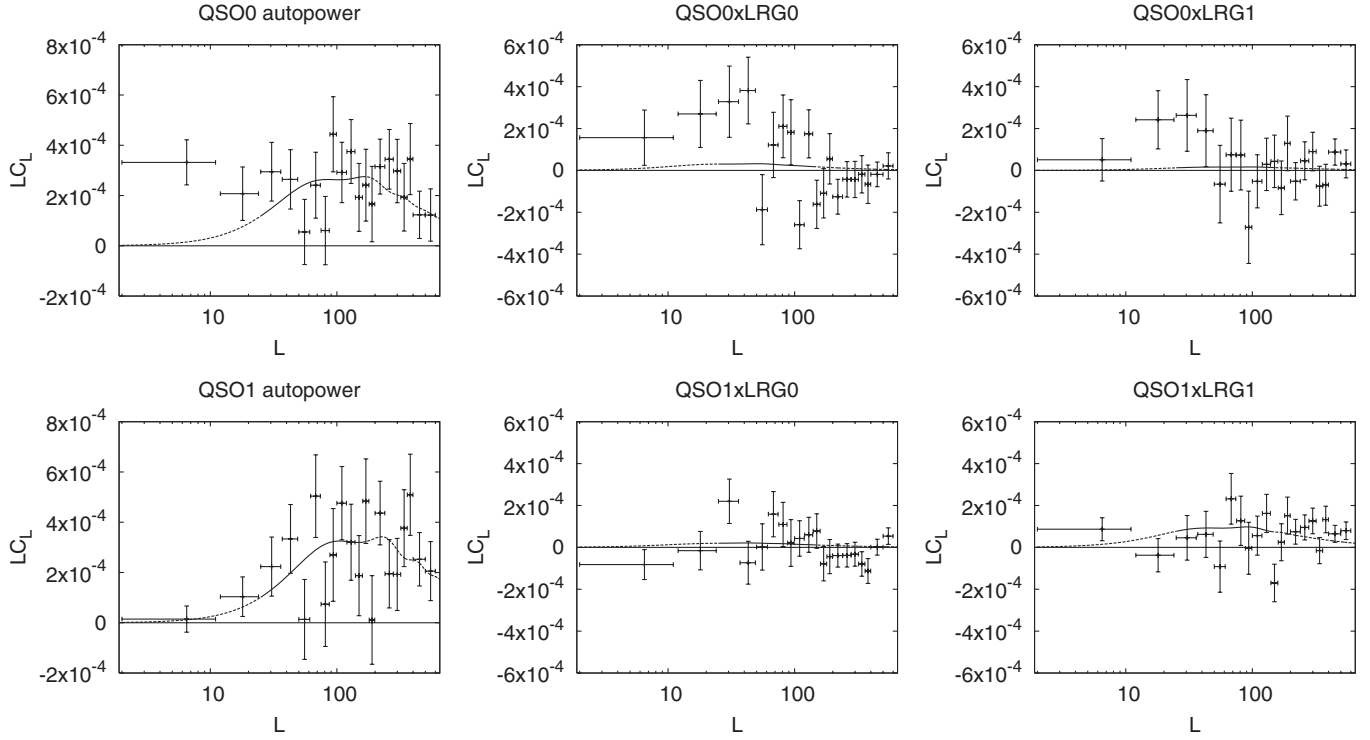 QSO0 autopower
LC_L
8x10^-4
6x10^-4
4x10^-4
2x10^-4
0
-2x10^-4
10 100
L
QSO0xLRG0
LC_L
6x10^-4
4x10^-4
2x10^-4
0
-2x10^-4
-4x10^-4
-6x10^-4
10 100
L
QSO0xLRG1
LC_L
6x10^-4
4x10^-4
2x10^-4
0
-2x10^-4
-4x10^-4
-6x10^-4
10 100
L
QSO1 autopower
LC_L
8x10^-4
6x10^-4
4x10^-4
2x10^-4
0
-2x10^-4
10 100
L
QSO1xLRG0
LC_L
6x10^-4
4x10^-4
2x10^-4
0
-2x10^-4
-4x10^-4
-6x10^-4
10 100
L
QSO1xLRG1
LC_L
6x10^-4
4x10^-4
2x10^-4
0
-2x10^-4
-4x10^-4
-6x10^-4
10 100
L